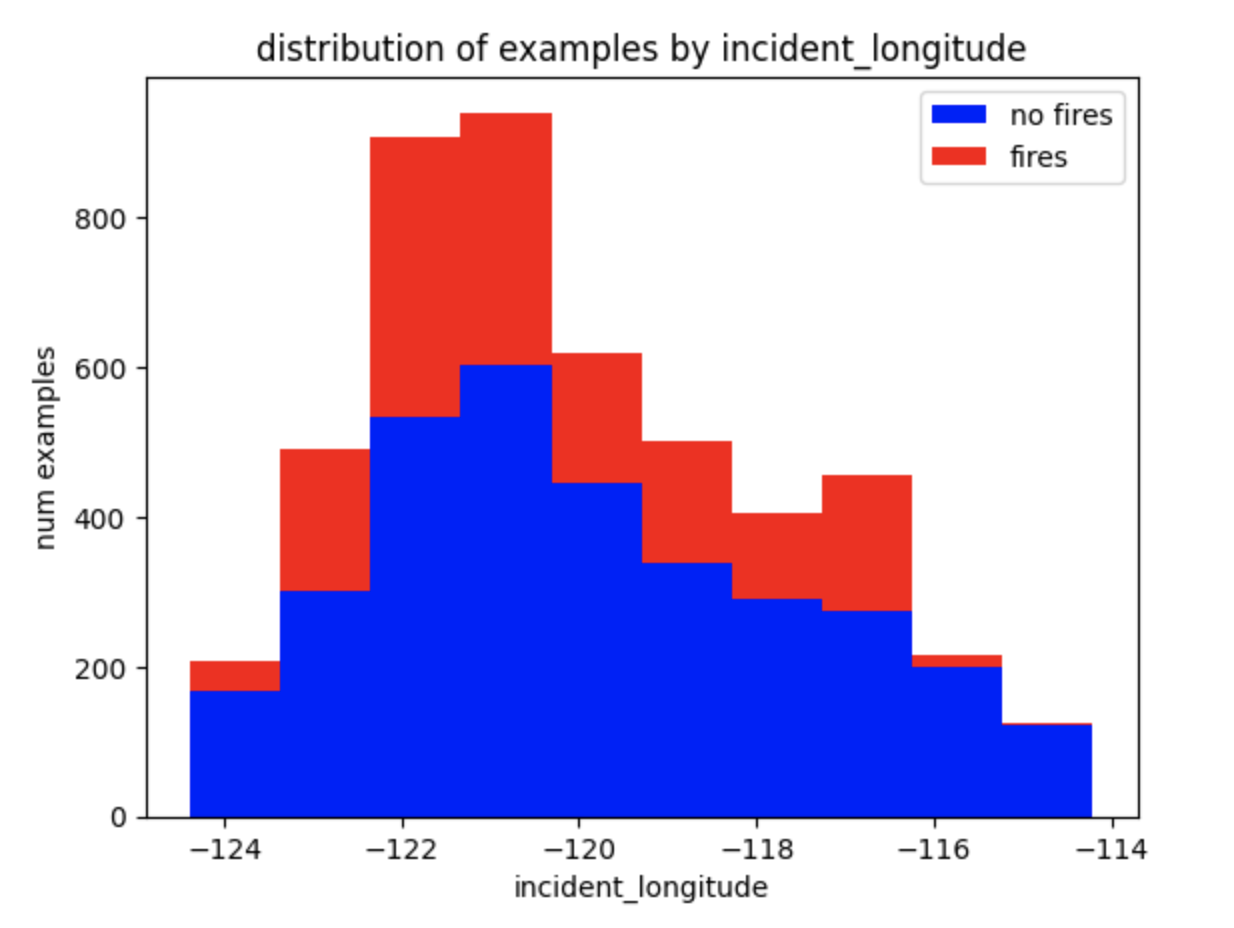 distribution of examples by incident_longitude
no fires
fires
800
600
400
200
0
num examples
−124
−122
−120
−118
−116
−114
incident_longitude